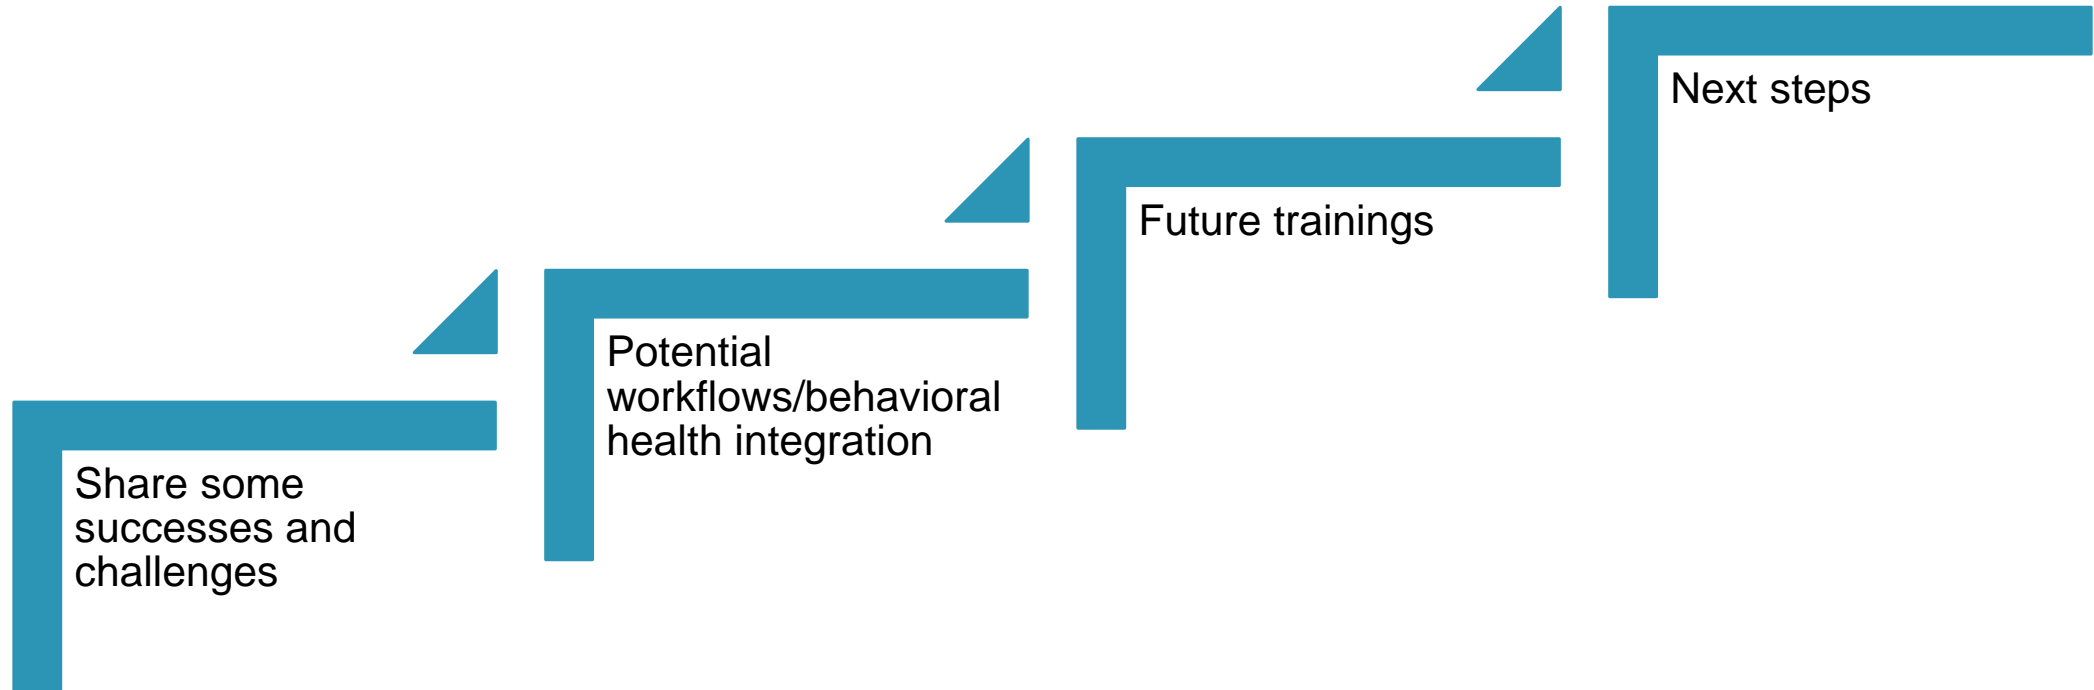 Share some
successes and
challenges
Potential
workflows/behavioral
health integration
Future trainings
Next steps